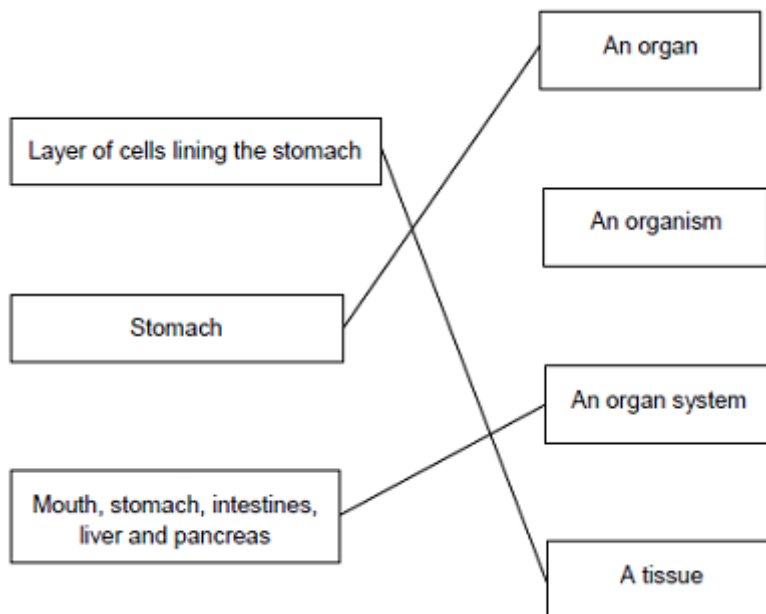 An organ
Layer of cells lining the stomach
An organism
Stomach
An organ system
Mouth, stomach, intestines,
liver and pancreas
A tissue